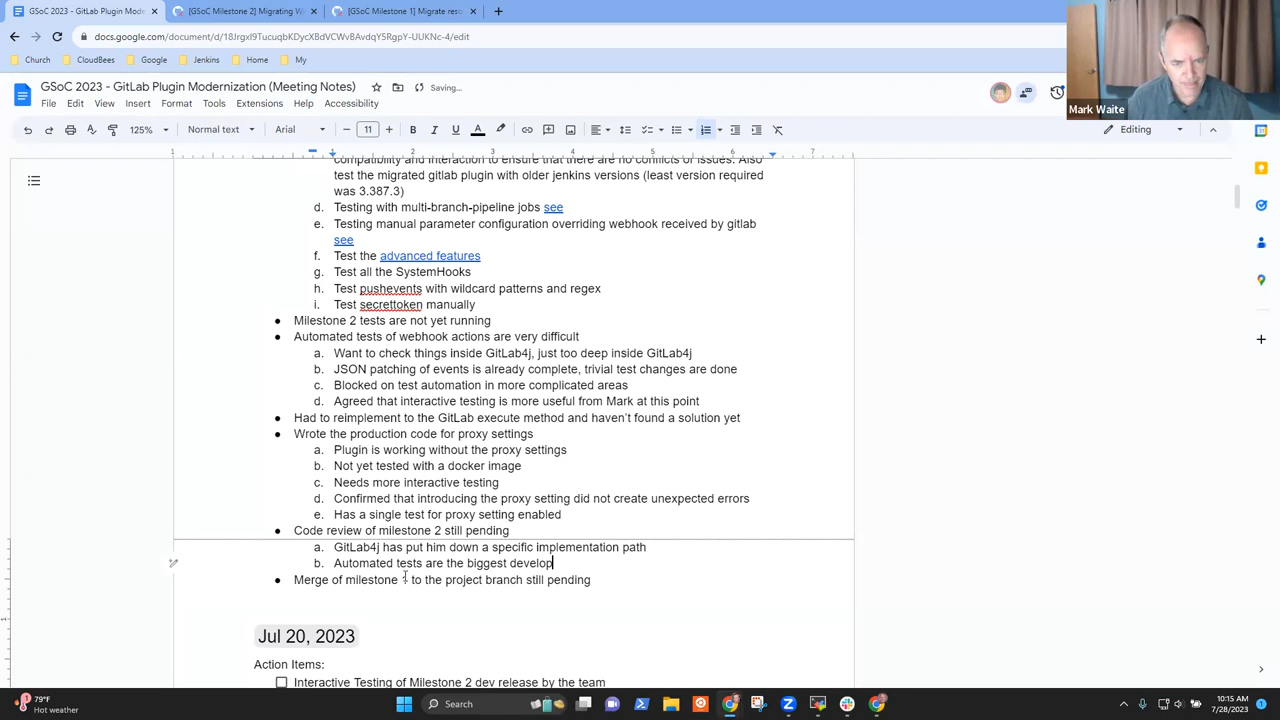 GSoC 2023 - GitLab Plugin Mode
[GSoC Milestone 2] Migrating W
[GSoC Milestone 1] Migrate reso
docs.google.com/document/d/
Church CloudBees Google Jenkins Home My
GSoC 2023 - GitLab Plugin Modernization (Meeting Notes) Saving...
File Edit View Insert Format Tools Extensions Help Accessibility
Mark Waite
125% Normal text Arial 11 Editing
1 1 2 3 4 5 6 7
compatibility and interaction to ensure that there are no conflicts or issues. Also
test the migrated gitlab plugin with older jenkins versions (least version required
was 3.387.3)
d. Testing with multi-branch-pipeline jobs see
e. Testing manual parameter configuration overriding webhook received by gitlab
see
f. Test the advanced features
g. Test all the SystemHooks
h. Test pushevents with wildcard patterns and regex
i. Test secrettoken manually
● Milestone 2 tests are not yet running
● Automated tests of webhook actions are very difficult
a. Want to check things inside GitLab4j, just too deep inside GitLab4j
b. JSON patching of events is already complete, trivial test changes are done
c. Blocked on test automation in more complicated areas
d. Agreed that interactive testing is more useful from Mark at this point
● Had to reimplement to the GitLab execute method and haven't found a solution yet
● Wrote the production code for proxy settings
a. Plugin is working without the proxy settings
b. Not yet tested with a docker image
c. Needs more interactive testing
d. Confirmed that introducing the proxy setting did not create unexpected errors
e. Has a single test for proxy setting enabled
● Code review of milestone 2 still pending
a. GitLab4j has put him down a specific implementation path
b. Automated tests are the biggest develop
● Merge of milestone to the project branch still pending
Jul 20, 2023
Action Items:
Interactive Testing of Milestone 2 dev release by the team
79°F
Hot weather
Search
10:15 AM
7/28/2023